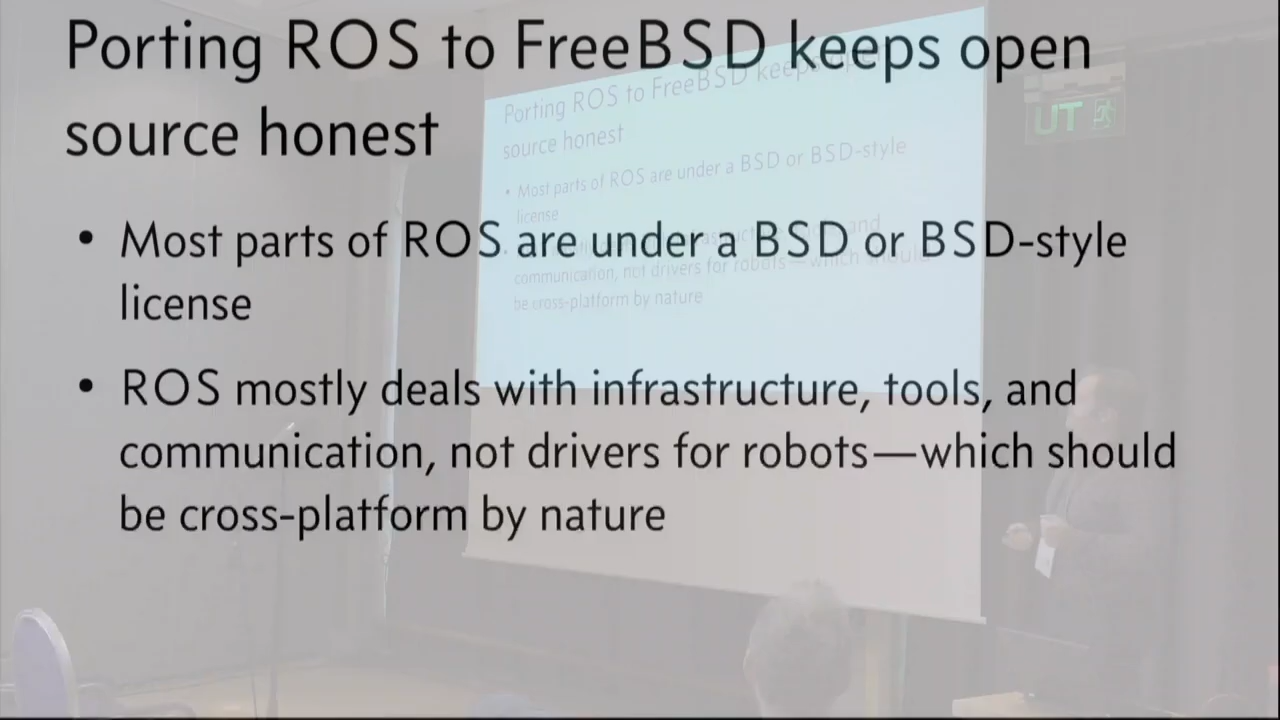 Porting ROS to FreeBSD keeps open
source honest
• Most parts of ROS are under a BSD or BSD-style
license
• ROS mostly deals with infrastructure, tools, and
communication, not drivers for robots—which should
be cross-platform by nature
Porting ROS to FreeBSD keeps open
source honest
• Most parts of ROS are under a BSD or BSD-style
license
communication, not drivers for robots—which should
be cross-platform by nature
UT